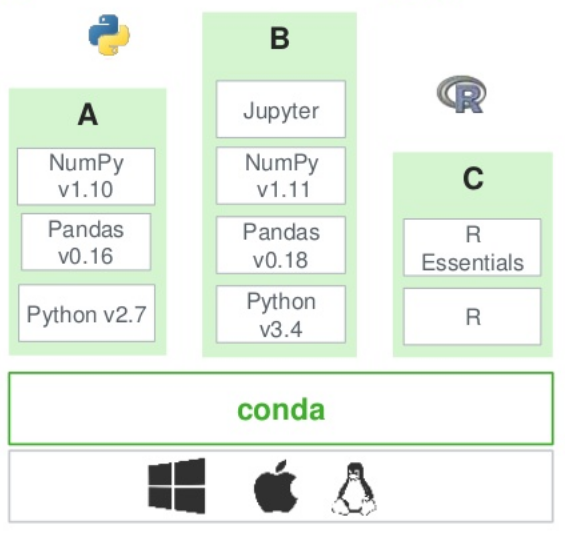 A
NumPy
v1.10
Pandas
v0.16
Python v2.7
B
Jupyter
NumPy
v1.11
Pandas
v0.18
Python
v3.4
R
C
R
Essentials
R
conda